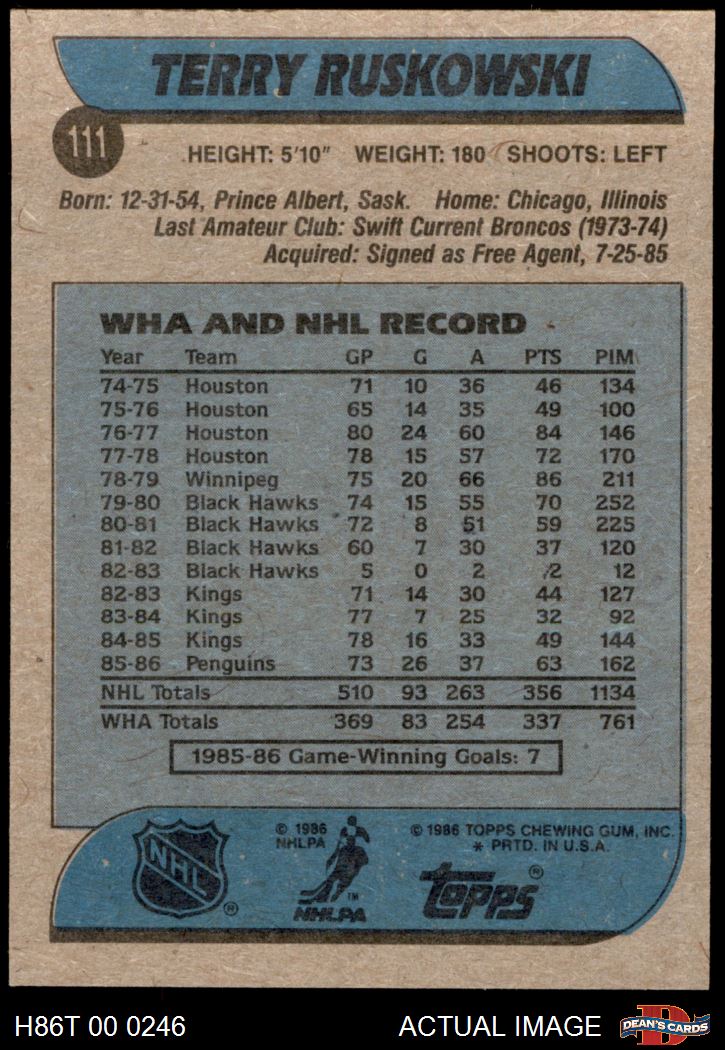 TERRY RUSKOWSKI
111
HEIGHT: 5'10" WEIGHT: 180 SHOOTS: LEFT
Born: 12-31-54, Prince Albert, Sask. Home: Chicago, Illinois
Last Amateur Club: Swift Current Broncos (1973-74)
Acquired: Signed as Free Agent, 7-25-85
WHA AND NHL RECORD
Year Team GP G A PTS PIM
74-75 Houston 71 10 36 46 134
75-76 Houston 65 14 35 49 100
76-77 Houston 80 24 60 84 146
77-78 Houston 78 15 57 72 170
78-79 Winnipeg 75 20 66 86 211
79-80 Black Hawks 74 15 55 70 252
80-81 Black Hawks 72 8 51 59 225
81-82 Black Hawks 60 7 30 37 120
82-83 Black Hawks 5 0 2 2 12
82-83 Kings 71 14 30 44 127
83-84 Kings 77 7 25 32 92
84-85 Kings 78 16 33 49 144
85-86 Penguins 73 26 37 63 162
NHL Totals 510 93 263 356 1134
WHA Totals 369 83 254 337 761
1985-86 Game-Winning Goals: 7
NHL ®
© 1986
NHLPA
™
NHLPA
© 1986 TOPPS CHEWING GUM, INC.
* PRTD. IN U.S.A.
topps ®
H86T 00 0246 ACTUAL IMAGE
D
DEAN'S CARDS